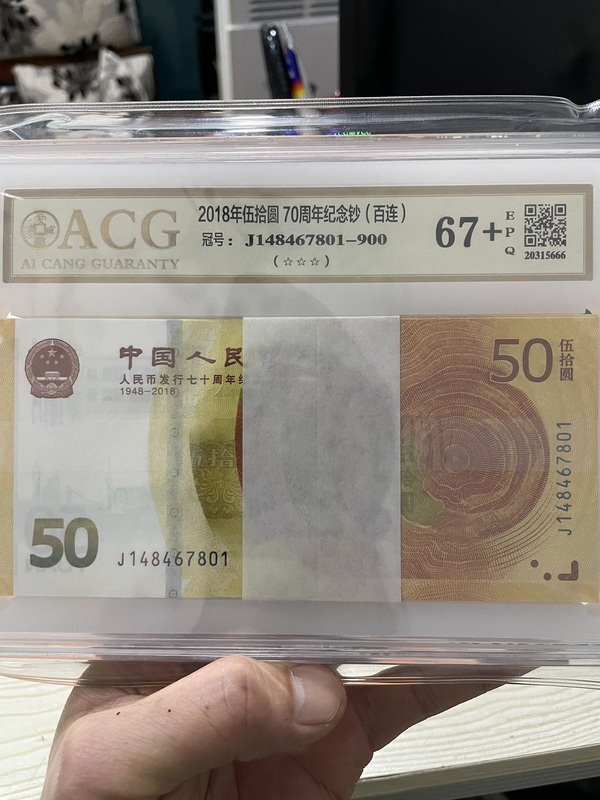 ACG
AI CANG GUARANTY
2018年伍拾圆 70周年纪念钞（百连）
冠号：J148467801-900
（☆☆☆）
67+
EPQ
20315666
中国人民
人民币发行七十周年纪
1948-2018
50
伍拾圆
J148467801
50
J148467801